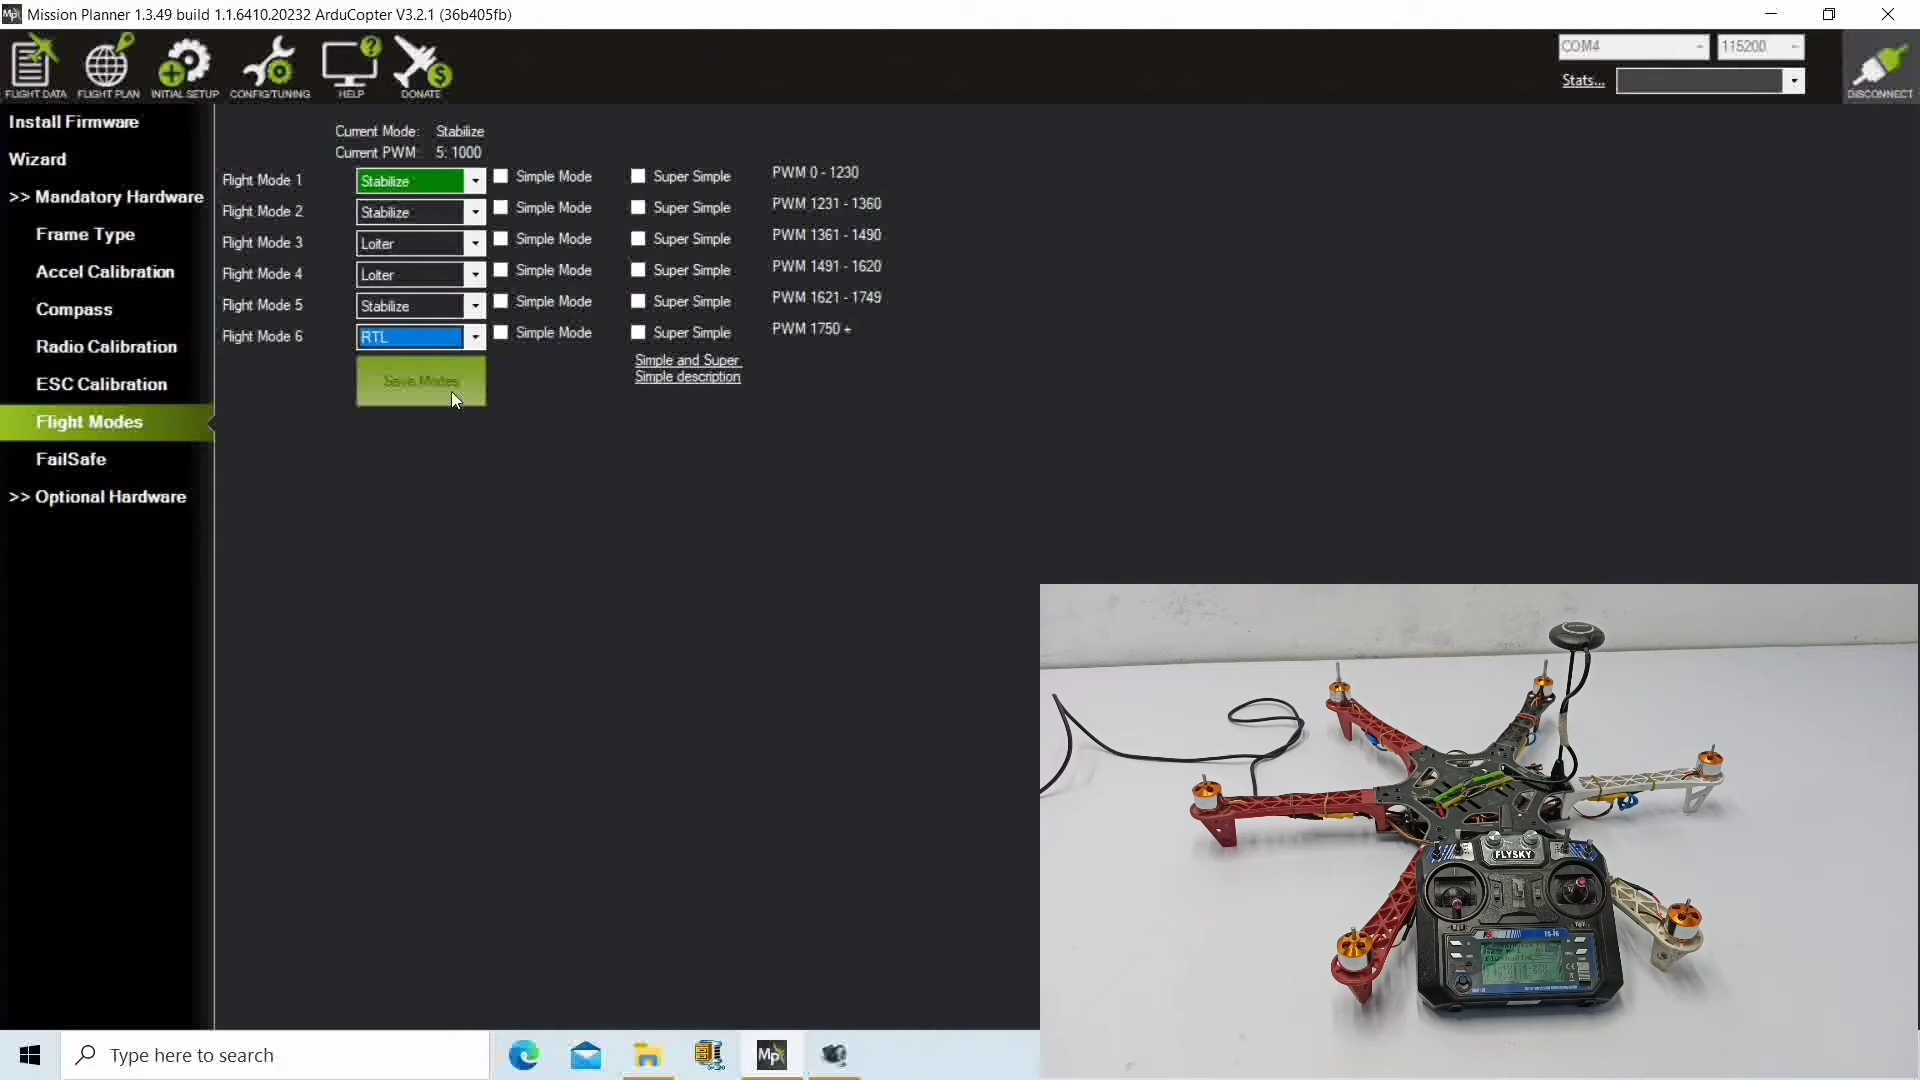 Mission Planner 1.3.49 build 1.1.6410.20232 ArduCopter V3.2.1 (36b405fb)
FLIGHT DATA
FLIGHT PLAN
INITIAL SETUP
CONFIG/TUNING
HELP
DONATE
COM4
115200
Stats...
DISCONNECT
Install Firmware
Wizard
>> Mandatory Hardware
Frame Type
Accel Calibration
Compass
Radio Calibration
ESC Calibration
Flight Modes
FailSafe
>> Optional Hardware
Current Mode: Stabilize
Current PWM: 5: 1000
Flight Mode 1 Stabilize Simple Mode Super Simple PWM 0 - 1230
Flight Mode 2 Stabilize Simple Mode Super Simple PWM 1231 - 1360
Flight Mode 3 Loiter Simple Mode Super Simple PWM 1361 - 1490
Flight Mode 4 Loiter Simple Mode Super Simple PWM 1491 - 1620
Flight Mode 5 Stabilize Simple Mode Super Simple PWM 1621 - 1749
Flight Mode 6 RTL Simple Mode Super Simple PWM 1750 +
Save Modes
Simple and Super
Simple description
FLYSKY
FS-i6
Type here to search